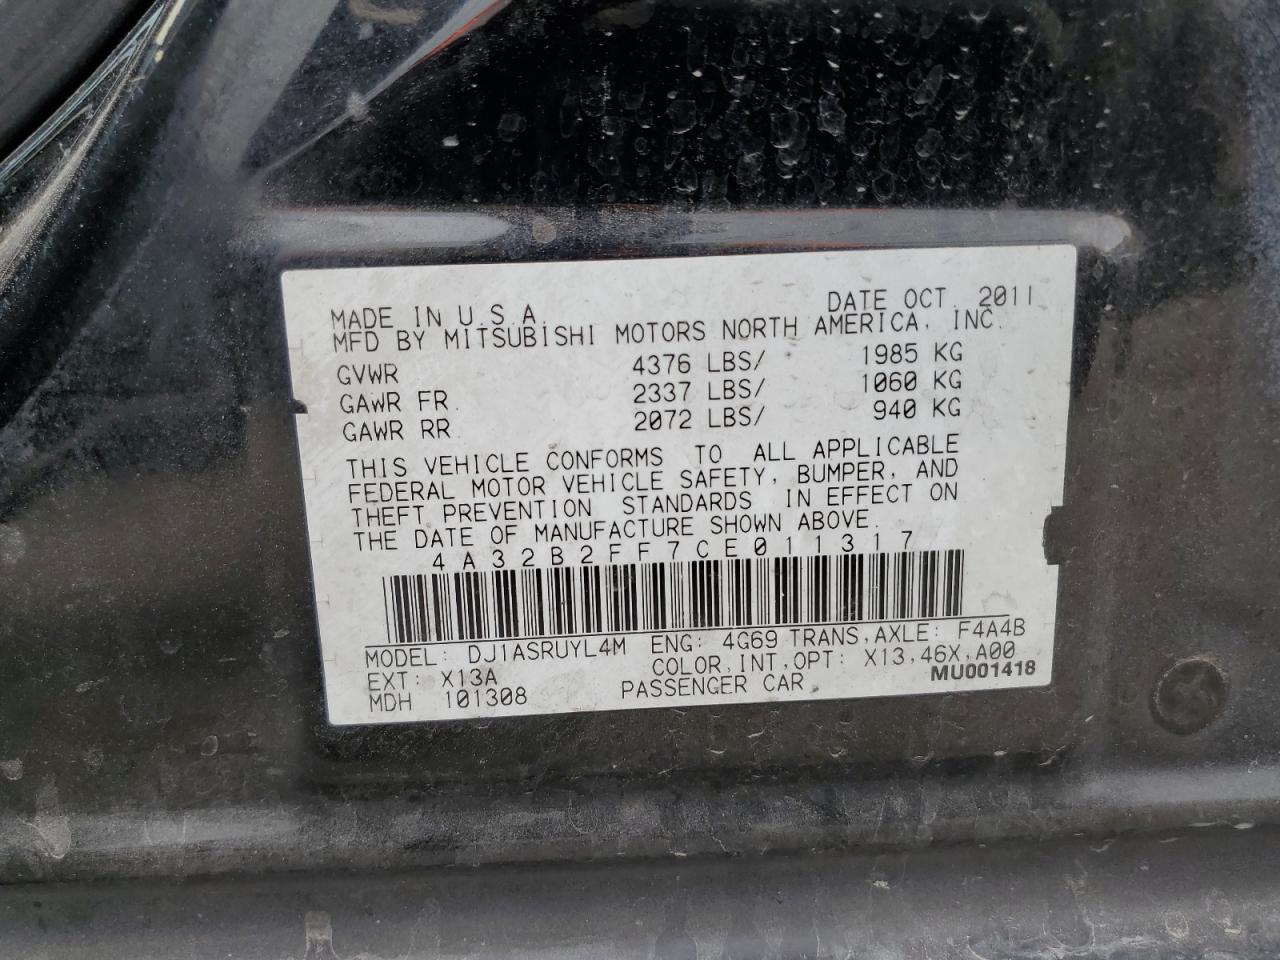 DATE OCT. 2011
MADE IN U.S.A.
MFD BY MITSUBISHI MOTORS NORTH AMERICA, INC.
GVWR 4376 LBS/ 1985 KG
GAWR FR. 2337 LBS/ 1060 KG
GAWR RR. 2072 LBS/ 940 KG
THIS VEHICLE CONFORMS TO ALL APPLICABLE
FEDERAL MOTOR VEHICLE SAFETY, BUMPER, AND
THEFT PREVENTION STANDARDS IN EFFECT ON
THE DATE OF MANUFACTURE SHOWN ABOVE.
4A32B2FF7CE011317
MODEL: DJ1ASRUYL4M ENG: 4G69 TRANS,AXLE: F4A4B
EXT: X13A COLOR,INT,OPT: X13,46X,A00
MDH 101308 PASSENGER CAR MU001418